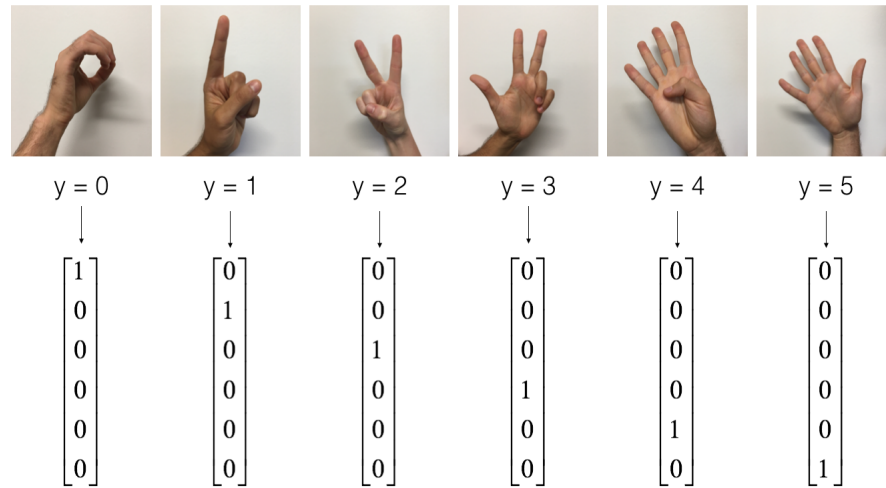 y = 0 y = 1 y = 2 y = 3 y = 4 y = 5
1 0 0 0 0 0
0 1 0 0 0 0
0 0 1 0 0 0
0 0 0 1 0 0
0 0 0 0 1 0
0 0 0 0 0 1